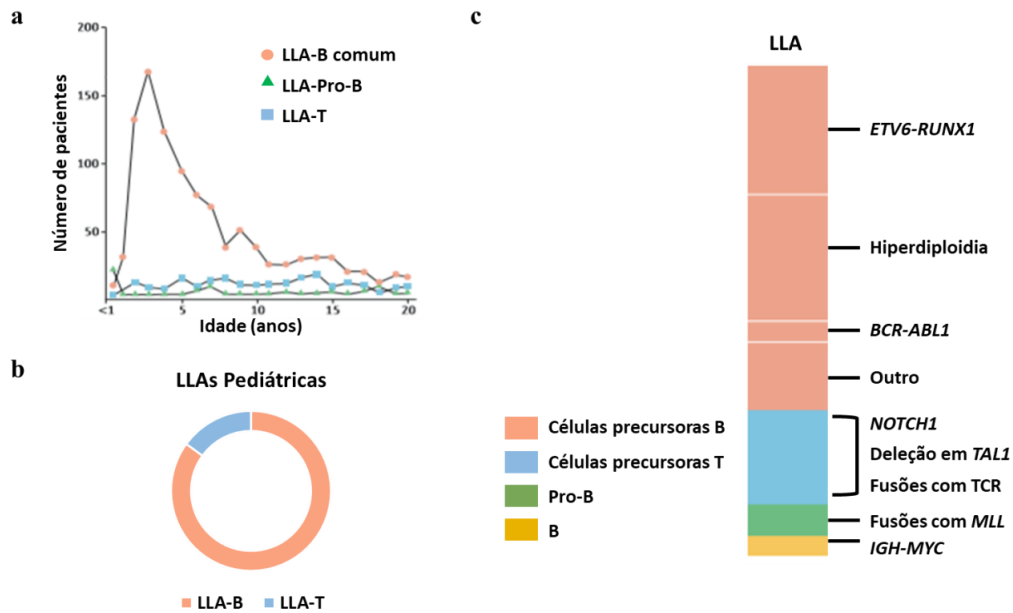 a
200
150
100
50
<1
5
10
15
20
Número de pacientes
Idade (anos)
LLA-B comum
LLA-Pro-B
LLA-T
b
LLAs Pediátricas
LLA-B
LLA-T
c
LLA
ETV6-RUNX1
Hiperdiploidia
BCR-ABL1
Outro
NOTCH1
Deleção em TAL1
Fusões com TCR
Fusões com MLL
IGH-MYC
Células precursoras B
Células precursoras T
Pro-B
B